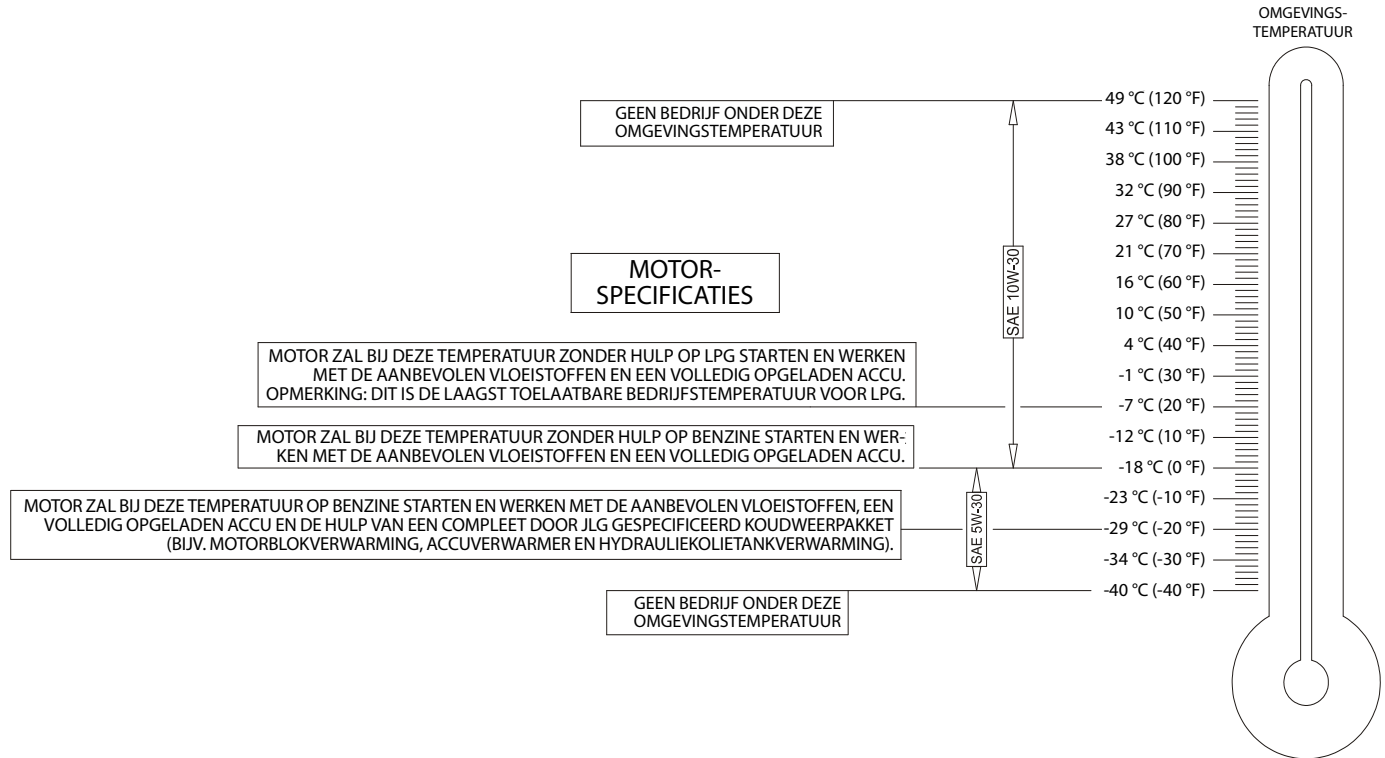 OMGEVINGS-
TEMPERATUUR
49 °C (120 °F)
GEEN BEDRIJF ONDER DEZE
OMGEVINGSTEMPERATUUR
43 °C (110 °F)
38 °C (100 °F)
32 °C (90 °F)
27 °C (80 °F)
21 °C (70 °F)
MOTOR-
SPECIFICATIES
SAE 10W-30
16 °C (60 °F)
10 °C (50 °F)
4 °C (40 °F)
MOTOR ZAL BIJ DEZE TEMPERATUUR ZONDER HULP OP LPG STARTEN EN WERKEN
MET DE AANBEVOLEN VLOEISTOFFEN EN EEN VOLLEDIG OPGELADEN ACCU.
OPMERKING: DIT IS DE LAAGST TOELAATBARE BEDRIJFSTEMPERATUUR VOOR LPG.
-1 °C (30 °F)
-7 °C (20 °F)
MOTOR ZAL BIJ DEZE TEMPERATUUR ZONDER HULP OP BENZINE STARTEN EN WER-
KEN MET DE AANBEVOLEN VLOEISTOFFEN EN EEN VOLLEDIG OPGELADEN ACCU.
-12 °C (10 °F)
-18 °C (0 °F)
MOTOR ZAL BIJ DEZE TEMPERATUUR OP BENZINE STARTEN EN WERKEN MET DE AANBEVOLEN VLOEISTOFFEN, EEN
VOLLEDIG OPGELADEN ACCU EN DE HULP VAN EEN COMPLEET DOOR JLG GESPECIFICEERD KOUDWEERPAKKET
(BIJV. MOTORBLOKVERWARMING, ACCUVERWARMER EN HYDRAULIEKOLIETANKVERWARMING).
SAE 5W-30
-23 °C (-10 °F)
-29 °C (-20 °F)
-34 °C (-30 °F)
-40 °C (-40 °F)
GEEN BEDRIJF ONDER DEZE
OMGEVINGSTEMPERATUUR